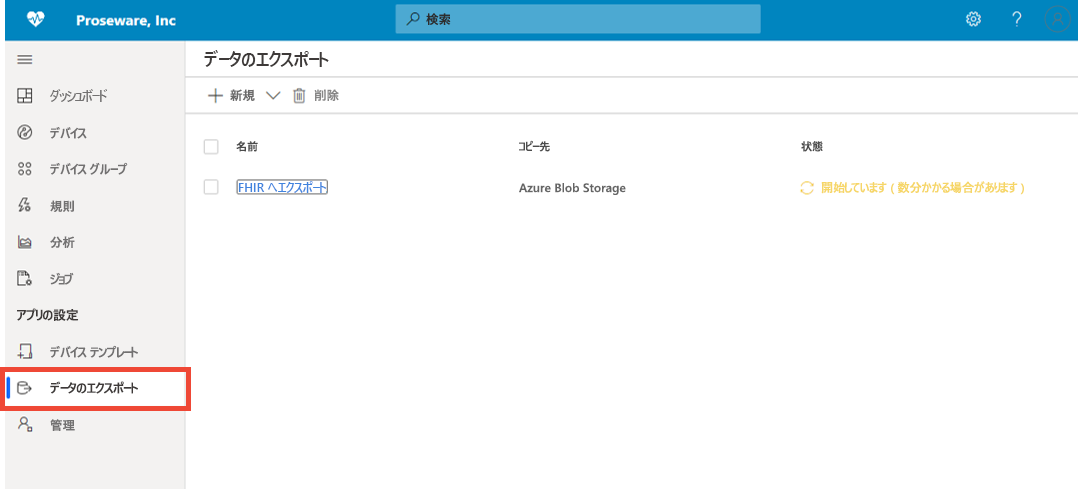 Proseware, Inc
検索
データのエクスポート
新規
削除
ダッシュボード
デバイス
デバイス グループ
規則
分析
ジョブ
アプリの設定
デバイス テンプレート
データのエクスポート
管理
名前 コピー先 状態
FHIR へエクスポート Azure Blob Storage 開始しています ( 数分かかる場合があります )